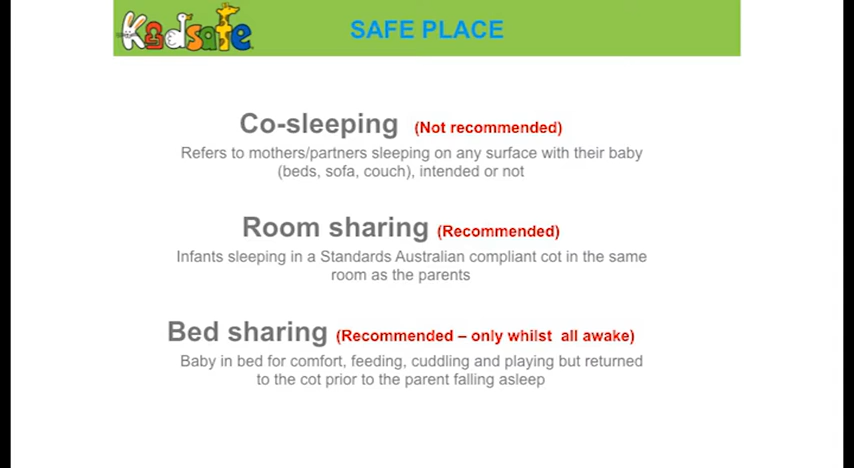 Kidsafe
SAFE PLACE
Co-sleeping (Not recommended)
Refers to mothers/partners sleeping on any surface with their baby
(beds, sofa, couch), intended or not
Room sharing (Recommended)
Infants sleeping in a Standards Australian compliant cot in the same
room as the parents
Bed sharing (Recommended – only whilst all awake)
Baby in bed for comfort, feeding, cuddling and playing but returned
to the cot prior to the parent falling asleep